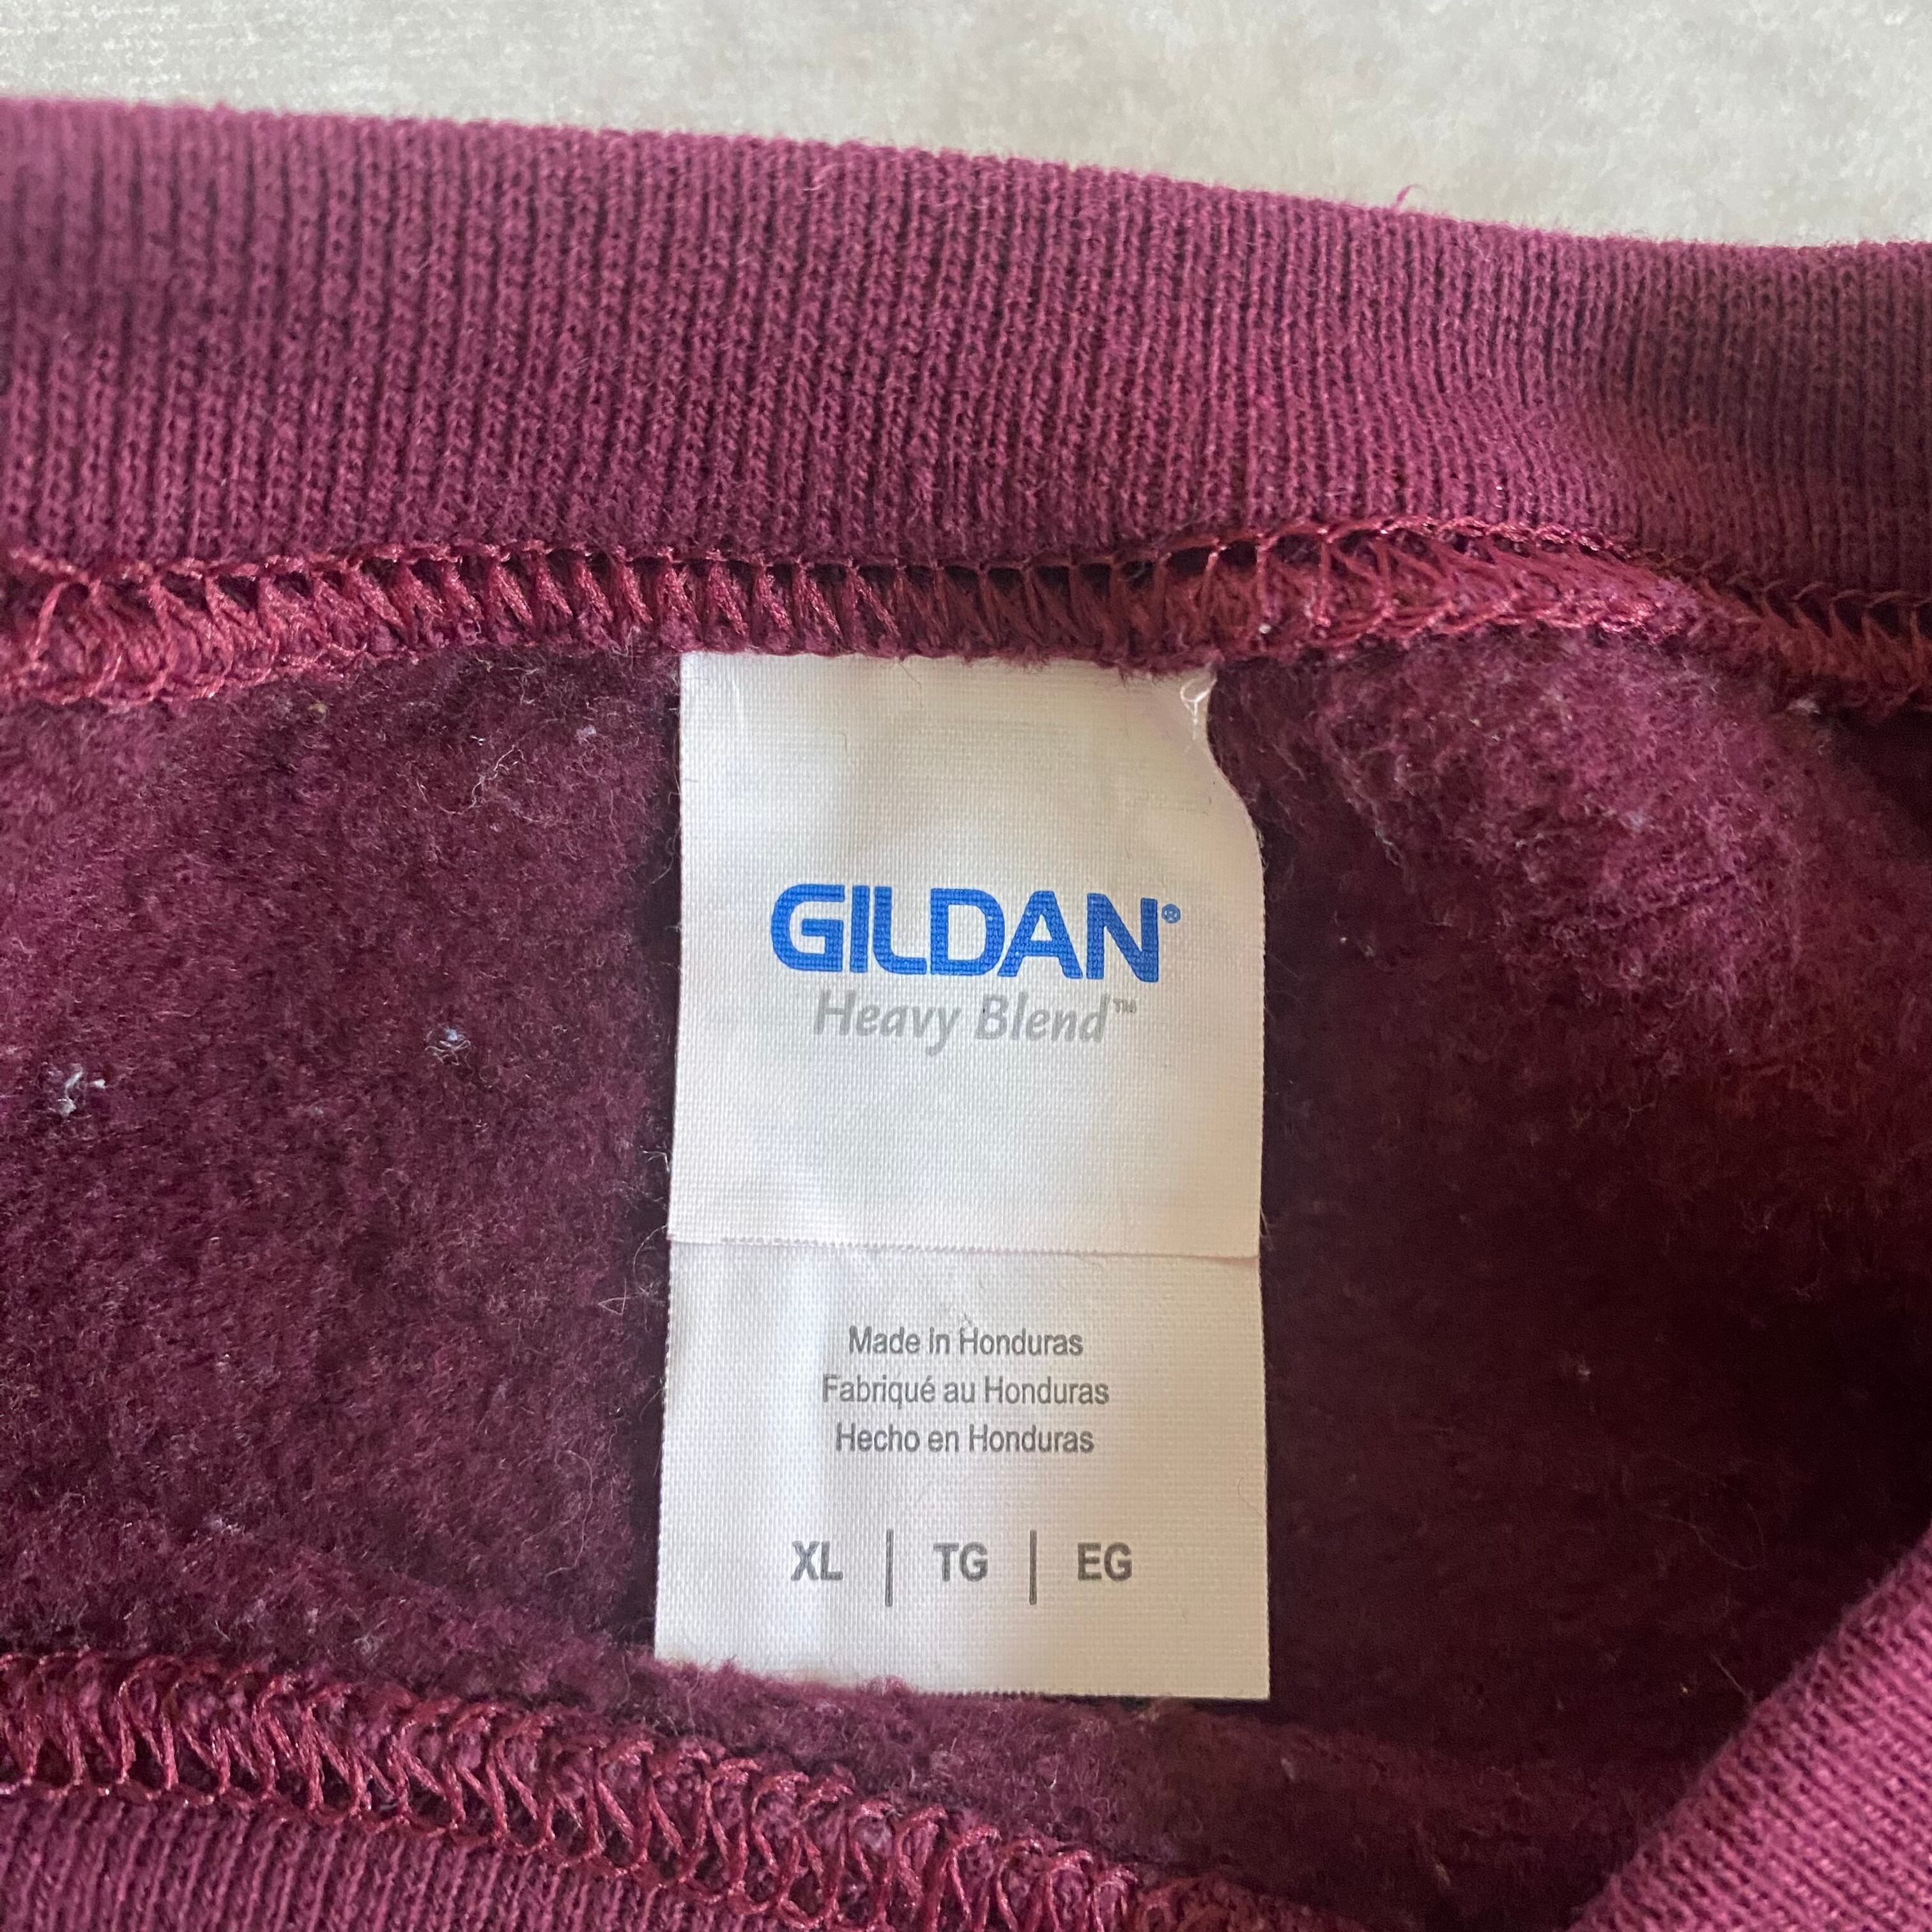 GILDAN®
Heavy Blend™
Made in Honduras
Fabriqué au Honduras
Hecho en Honduras
XL | TG | EG